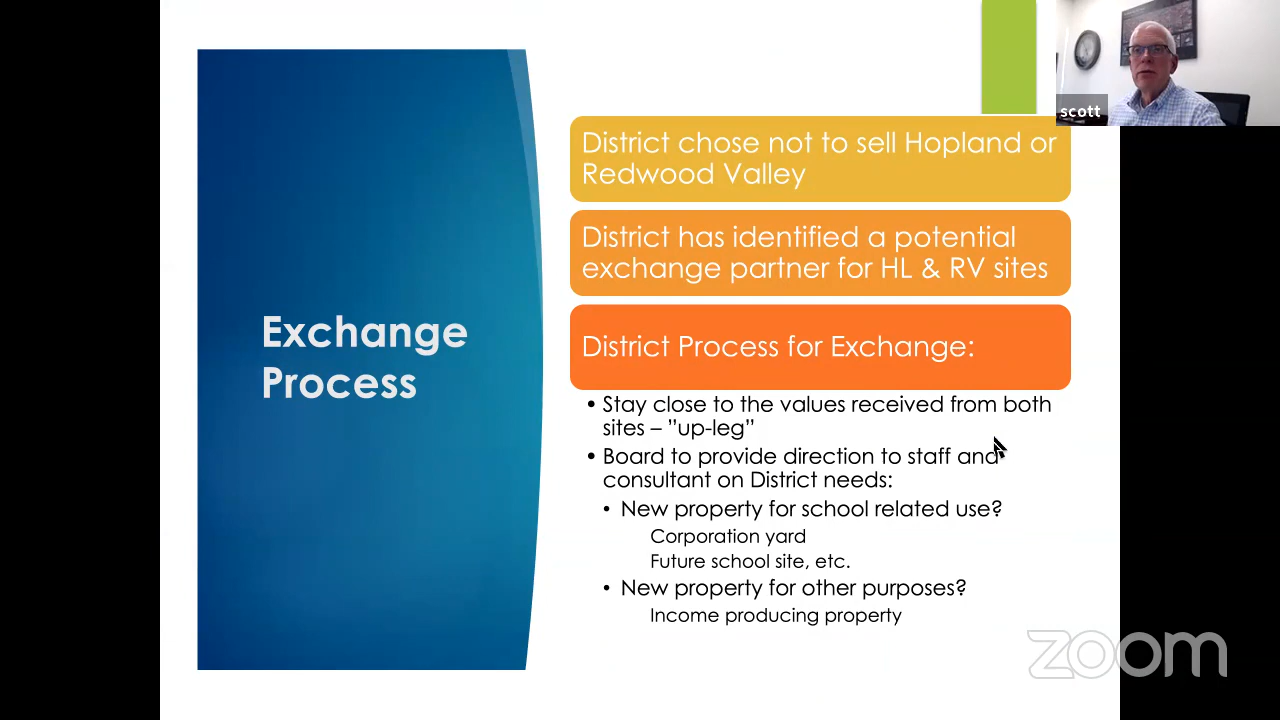 scott
District chose not to sell Hopland or
Redwood Valley
District has identified a potential
exchange partner for HL & RV sites
Exchange
Process
District Process for Exchange:
• Stay close to the values received from both
sites – ”up-leg”
• Board to provide direction to staff and
consultant on District needs:
• New property for school related use?
Corporation yard
Future school site, etc.
• New property for other purposes?
Income producing property
zoom